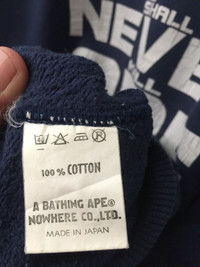 SHALL
NEVE
100% COTTON
A BATHING APE®
NOWHERE CO.,LTD.
MADE IN JAPAN